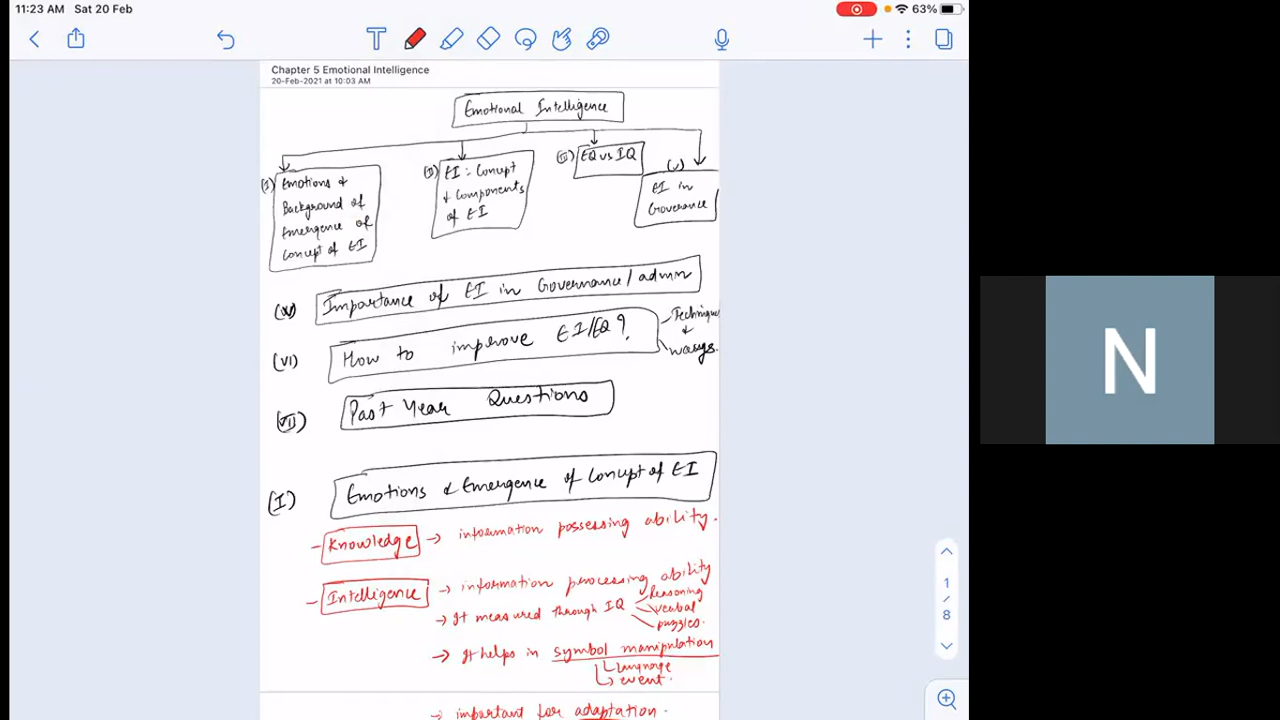 11:23 AM Sat 20 Feb
63%
Chapter 5 Emotional Intelligence
20-Feb-2021 at 10:03 AM
Emotional Intelligence
(I) Emotions &
Background of
Emergence of
Concept of EI
(II) EI : Concept
& Components
of EI
(III) EQ vs IQ
(v)
EI in
Governance
(v) Importance of EI in Governance/admin
(vi) How to improve EI/EQ?
Techniques
&
ways.
(VII) Past Year Questions
(I) Emotions & Emergence of Concept of EI
- Knowledge → information possessing ability.
- Intelligence → information processing ability
→ It measured through IQ
Reasoning
verbal
puzzles.
→ It helps in symbol manipulation
Language
→ event.
→ important for adaptation.
1
/
8
N